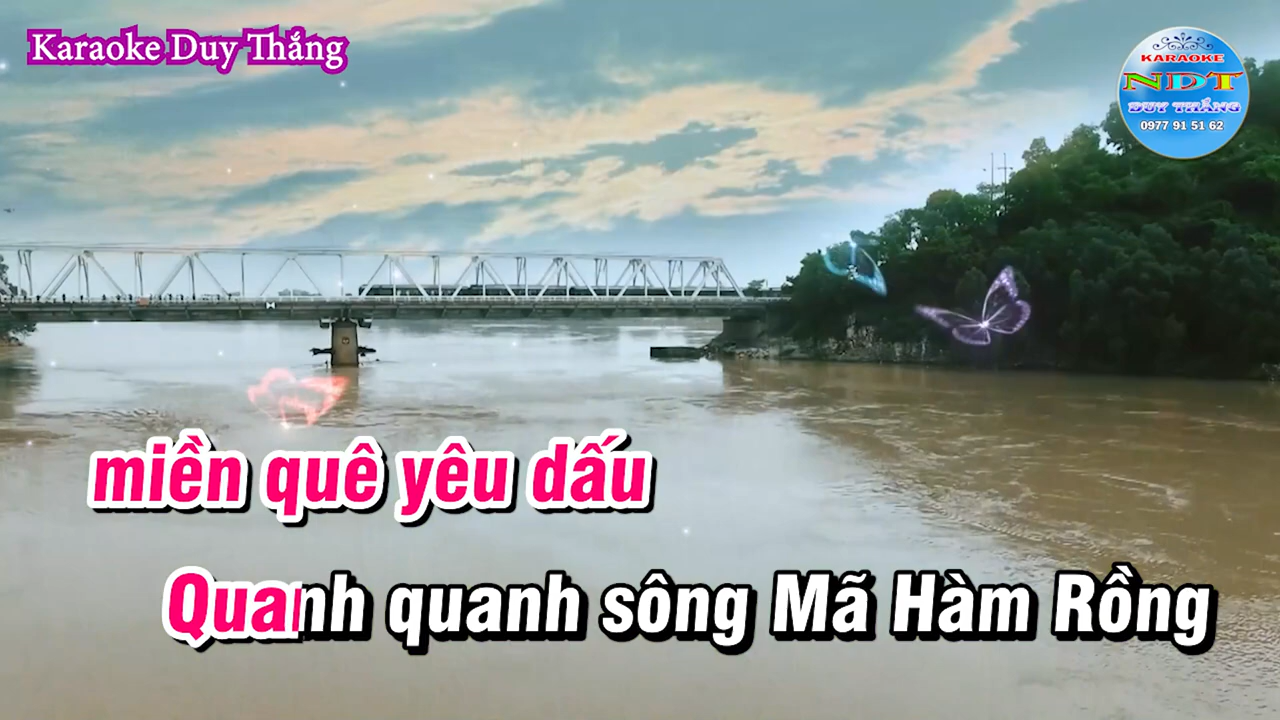 Karaoke Duy Thắng
KARAOKE
NDT
DUY THẮNG
0977 91 51 62
miền quê yêu dấu
Quanh quanh sông Mã Hàm Rồng